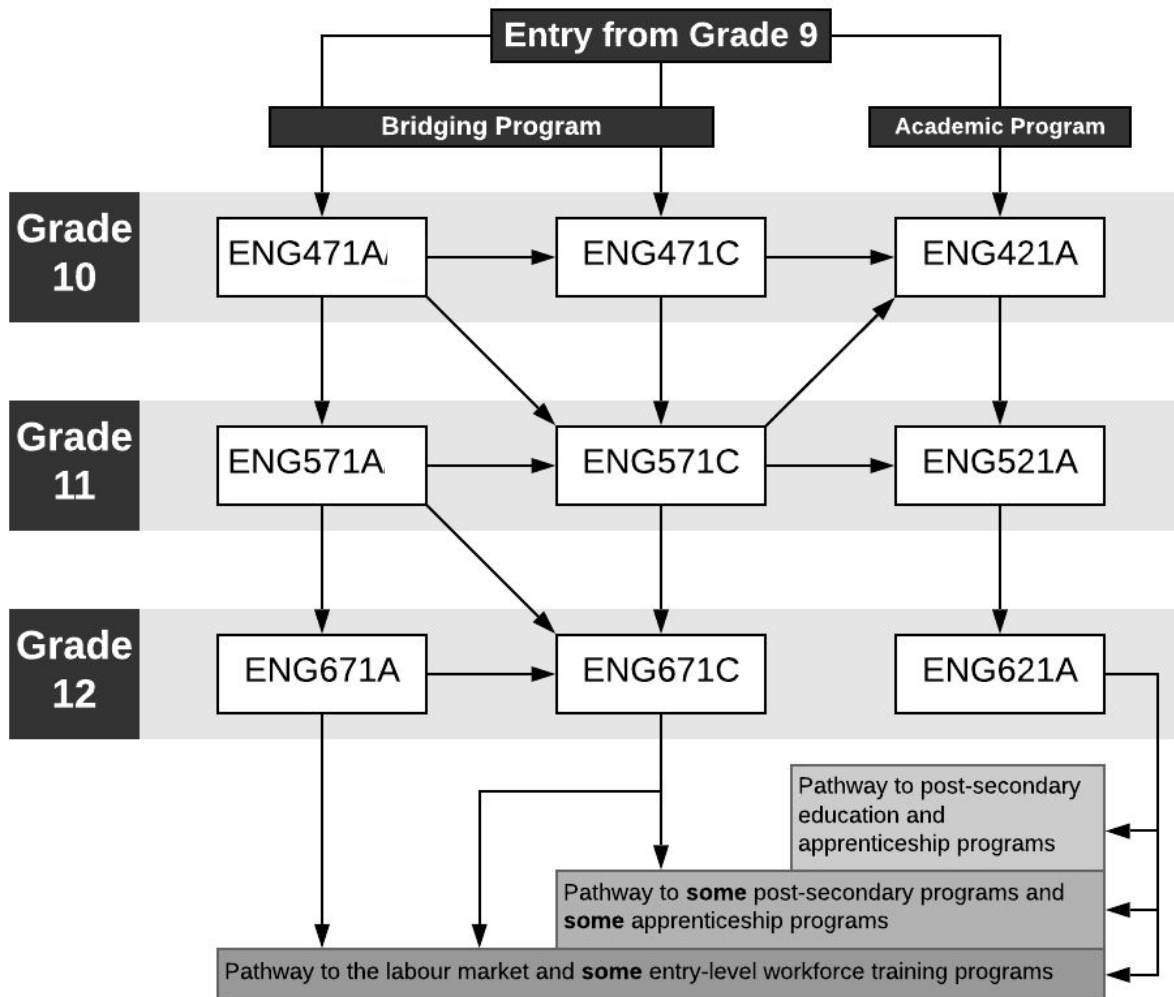 Entry from Grade 9
Bridging Program
Academic Program
Grade
10
ENG471A
ENG471C
ENG421A
Grade
11
ENG571A
ENG571C
ENG521A
Grade
12
ENG671A
ENG671C
ENG621A
Pathway to post-secondary
education and
apprenticeship programs
Pathway to some post-secondary programs and
some apprenticeship programs
Pathway to the labour market and some entry-level workforce training programs